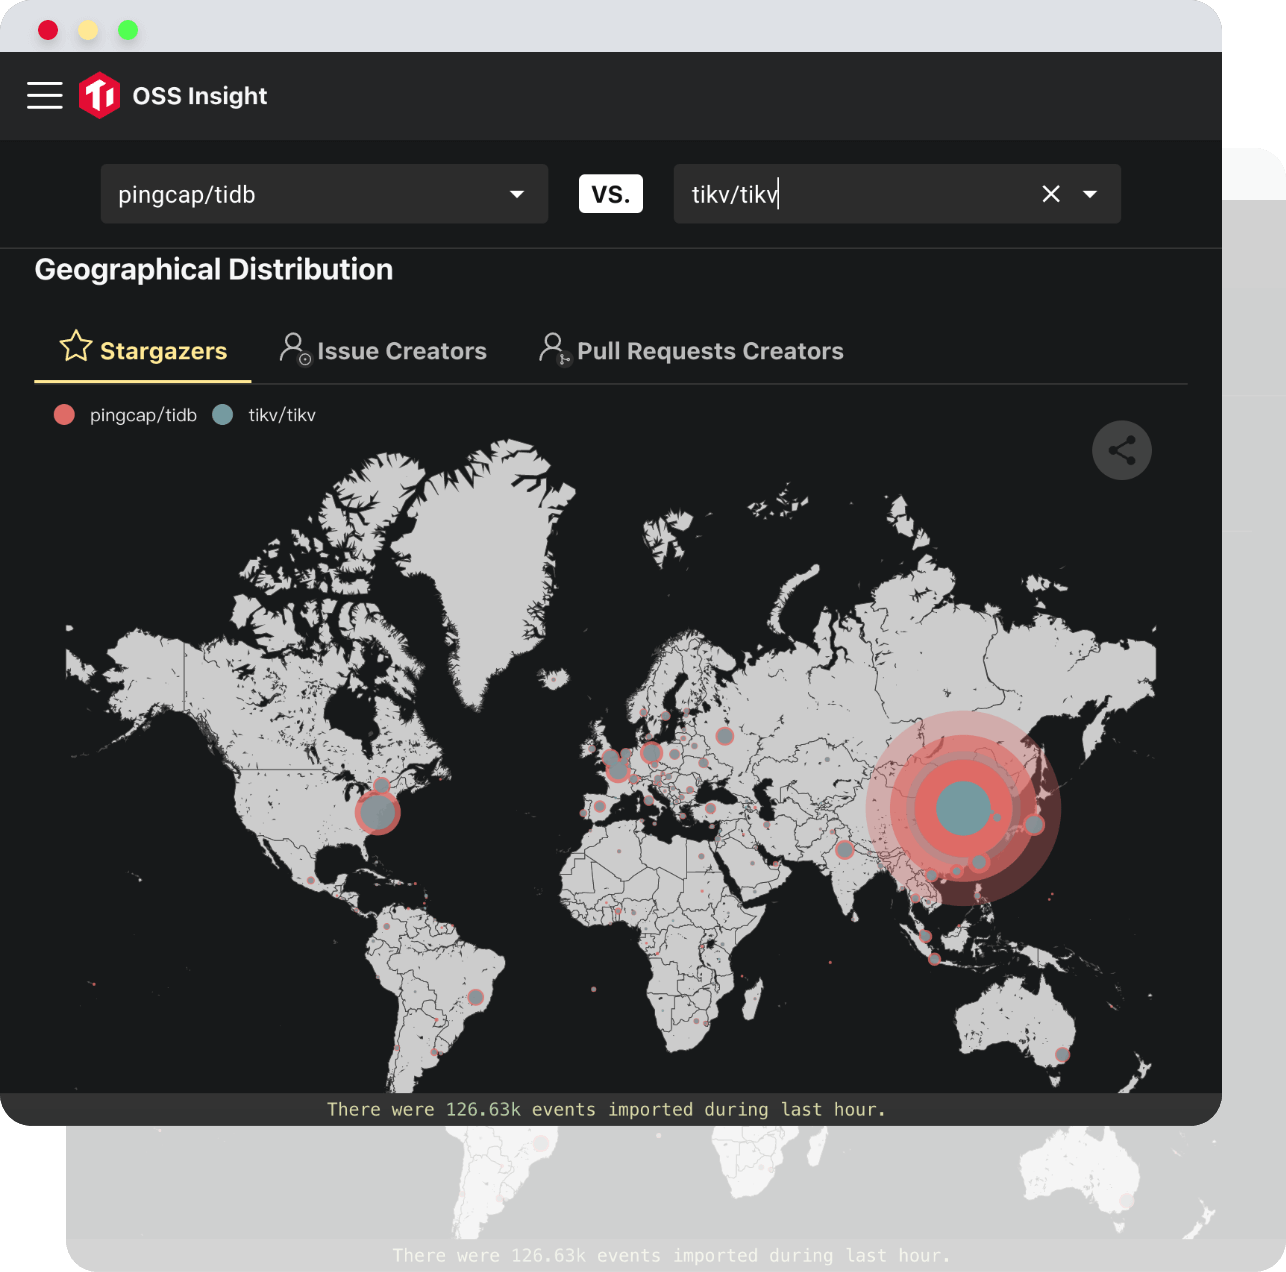 OSS Insight
pingcap/tidb
VS.
tikv/tikv
Geographical Distribution
Stargazers
Issue Creators
Pull Requests Creators
pingcap/tidb
tikv/tikv
There were 126.63k events imported during last hour.
There were 126.63k events imported during last hour.